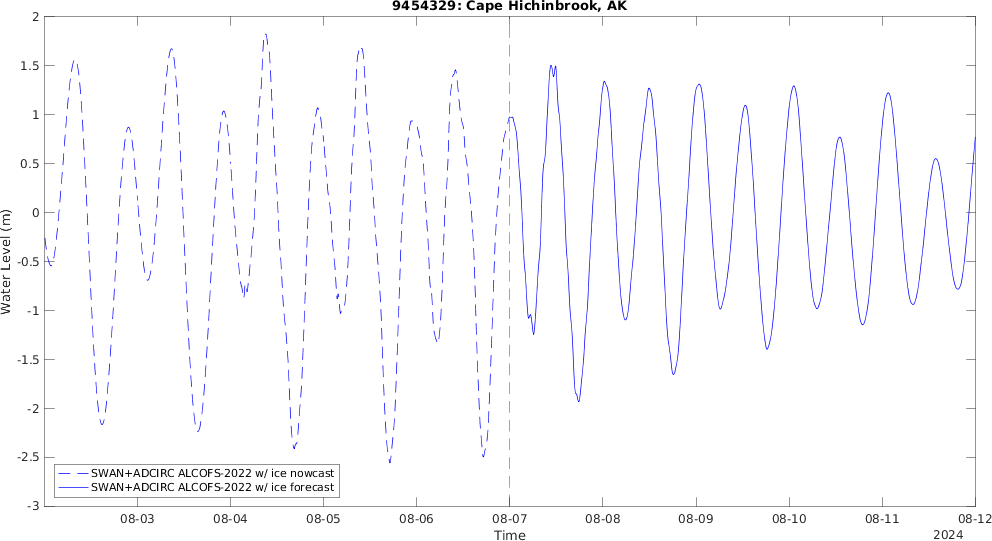 9454329: Cape Hichinbrook, AK
2
1.5
1
0.5
0
-0.5
-1
-1.5
-2
-2.5
-3
Water Level (m)
SWAN+ADCIRC ALCOFS-2022 w/ ice nowcast
SWAN+ADCIRC ALCOFS-2022 w/ ice forecast
08-03 08-04 08-05 08-06 08-07 08-08 08-09 08-10 08-11 08-12
Time
2024